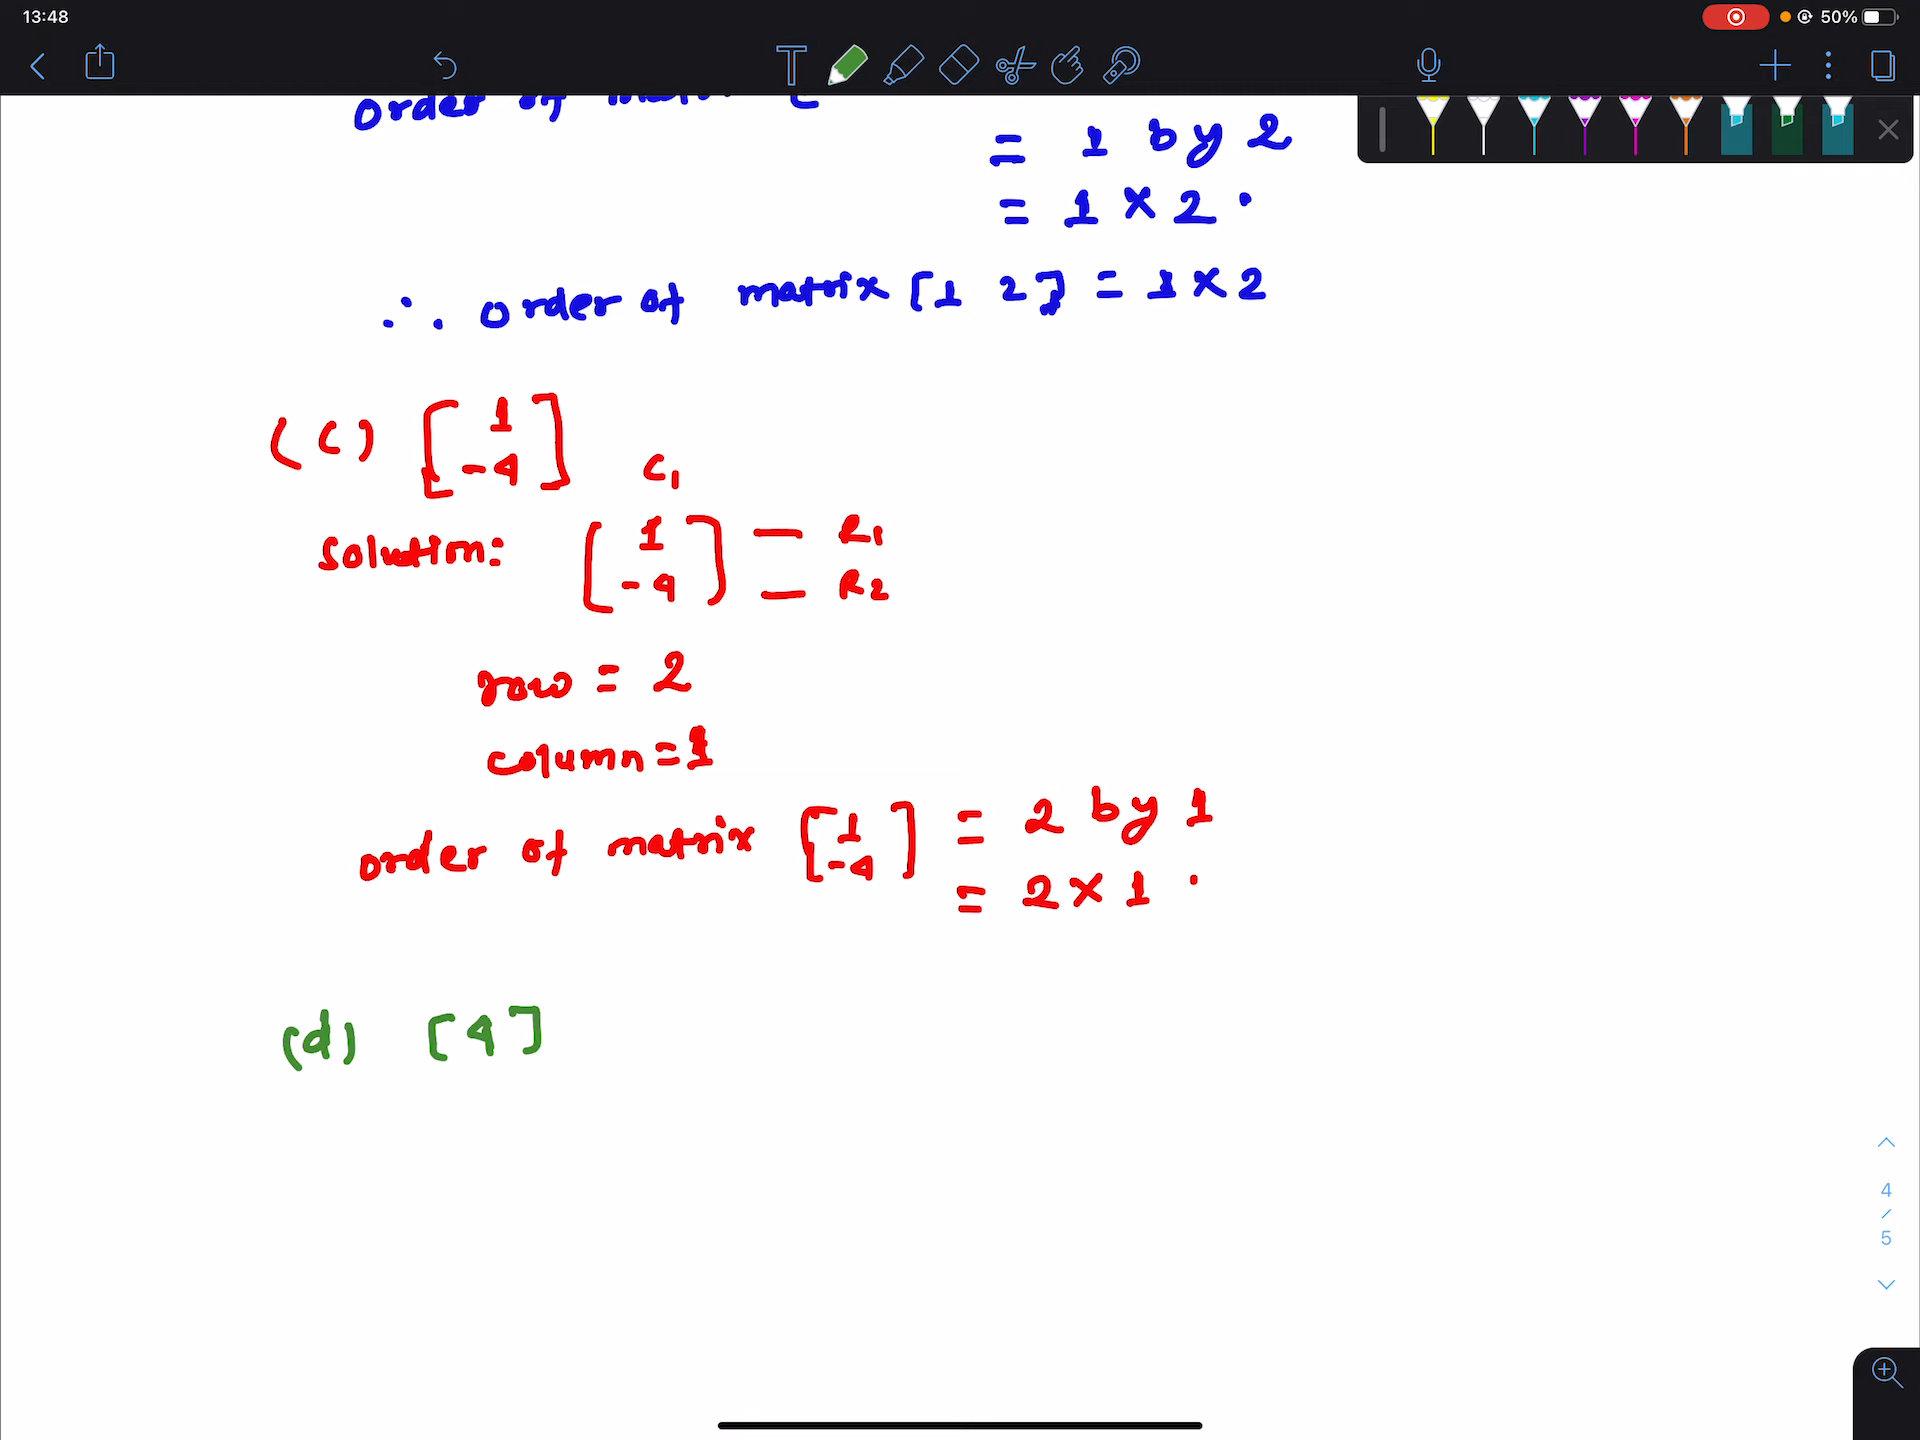 13:48
50%
order of
= 1 by 2
= 1 × 2 .
∴ order of matrix [1 2] = 1 × 2
(c) [1
-4]
C1
Solution: [1 — R1
-4] — R2
row = 2
column = 1
order of matrix [1
-4] = 2 by 1
= 2 × 1 .
(d) [4]
4
/
5